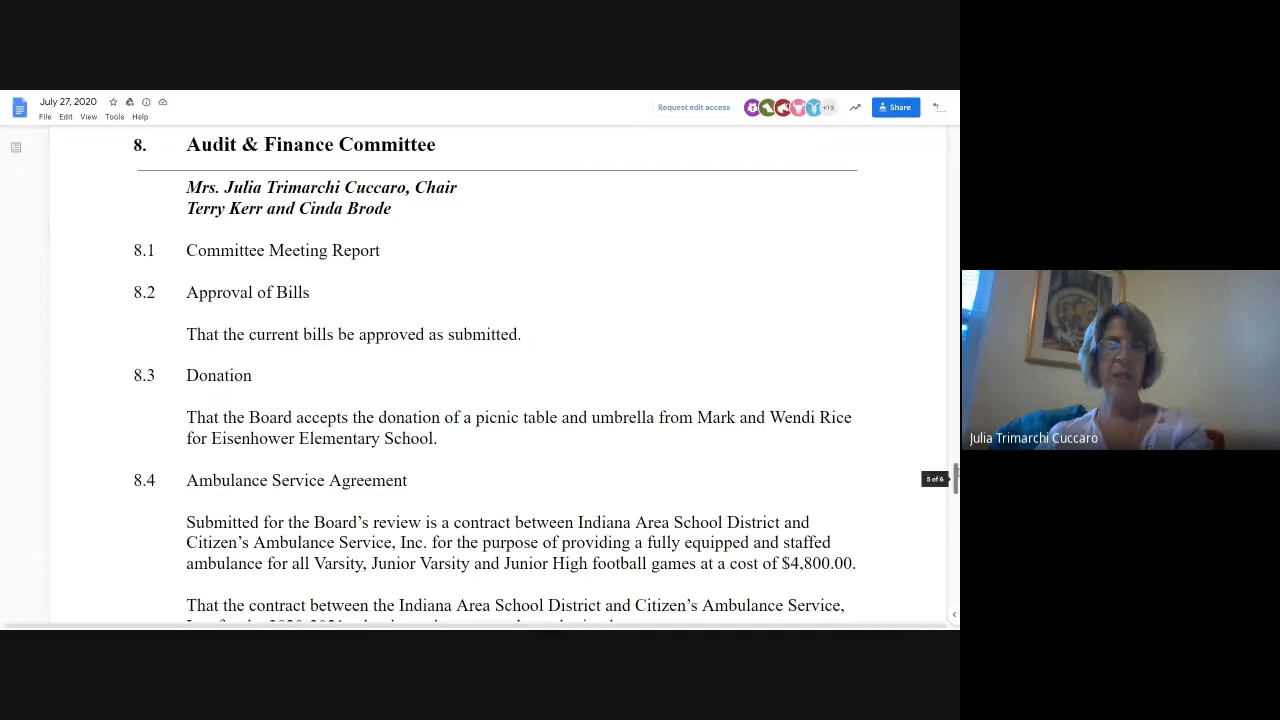 July 27, 2020
File Edit View Tools Help
Request edit access
+19
Share
8. Audit & Finance Committee
Mrs. Julia Trimarchi Cuccaro, Chair
Terry Kerr and Cinda Brode
8.1 Committee Meeting Report
8.2 Approval of Bills
That the current bills be approved as submitted.
8.3 Donation
That the Board accepts the donation of a picnic table and umbrella from Mark and Wendi Rice
for Eisenhower Elementary School.
8.4 Ambulance Service Agreement
5 of 6
Submitted for the Board's review is a contract between Indiana Area School District and
Citizen's Ambulance Service, Inc. for the purpose of providing a fully equipped and staffed
ambulance for all Varsity, Junior Varsity and Junior High football games at a cost of $4,800.00.
That the contract between the Indiana Area School District and Citizen's Ambulance Service,
Julia Trimarchi Cuccaro